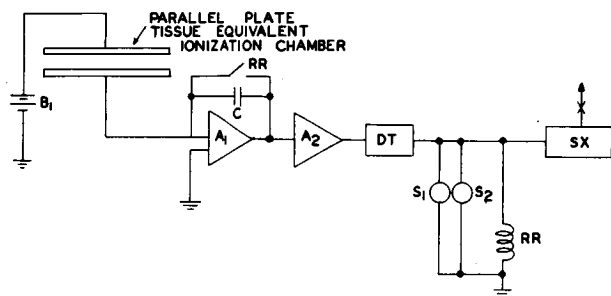 PARALLEL PLATE
TISSUE EQUIVALENT
IONIZATION CHAMBER
RR
B1
C
A1
A2
DT
SX
S1
S2
RR